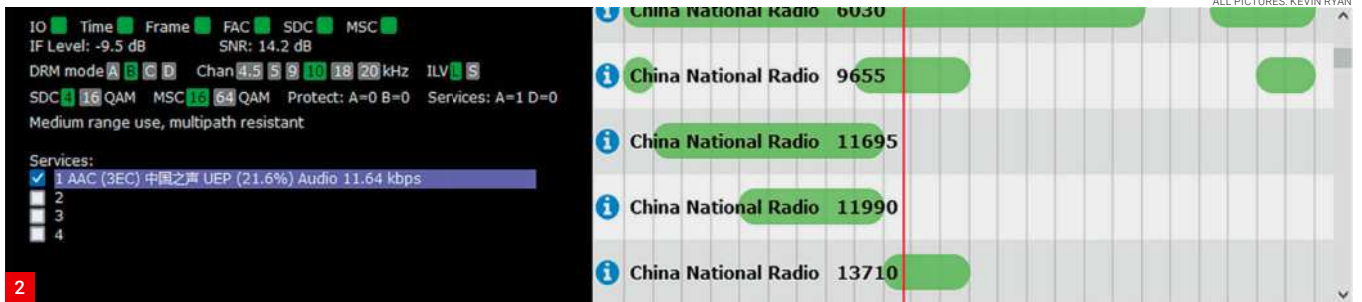 ALL PICTURES: KEVIN RYAN
IO Time Frame FAC SDC MSC
IF Level: -9.5 dB SNR: 14.2 dB
DRM mode A B C D Chan 4.5 5 9 10 18 20 kHz ILV L S
SDC 4 16 QAM MSC 16 64 QAM Protect: A=0 B=0 Services: A=1 D=0
Medium range use, multipath resistant
Services:
1 AAC (3EC) 中国之声 UEP (21.6%) Audio 11.64 kbps
2
3
4
2
China National Radio 6030
China National Radio 9655
China National Radio 11695
China National Radio 11990
China National Radio 13710